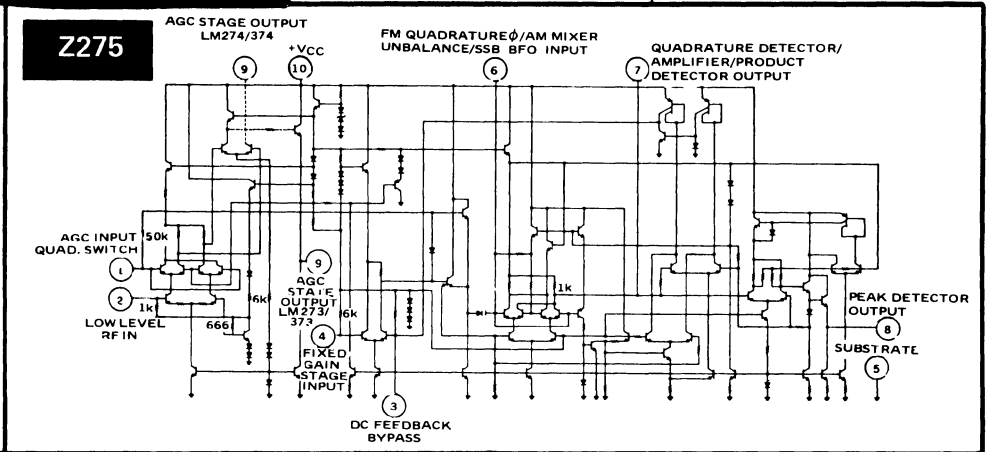 Z275
AGC STAGE OUTPUT
LM274/374
9
+VCC
10
FM QUADRATURE ϕ/AM MIXER
UNBALANCE/SSB BFO INPUT
6
7
QUADRATURE DETECTOR/
AMPLIFIER/PRODUCT
DETECTOR OUTPUT
AGC INPUT
QUAD. SWITCH
50k
1
2
1k
LOW LEVEL
RF IN
666
6k
9
AGC
STATE
OUTPUT
LM273/
373
6k
4
FIXED
GAIN
STAGE
INPUT
3
DC FEEDBACK
BYPASS
1k
PEAK DETECTOR
OUTPUT
8
SUBSTRATE
5